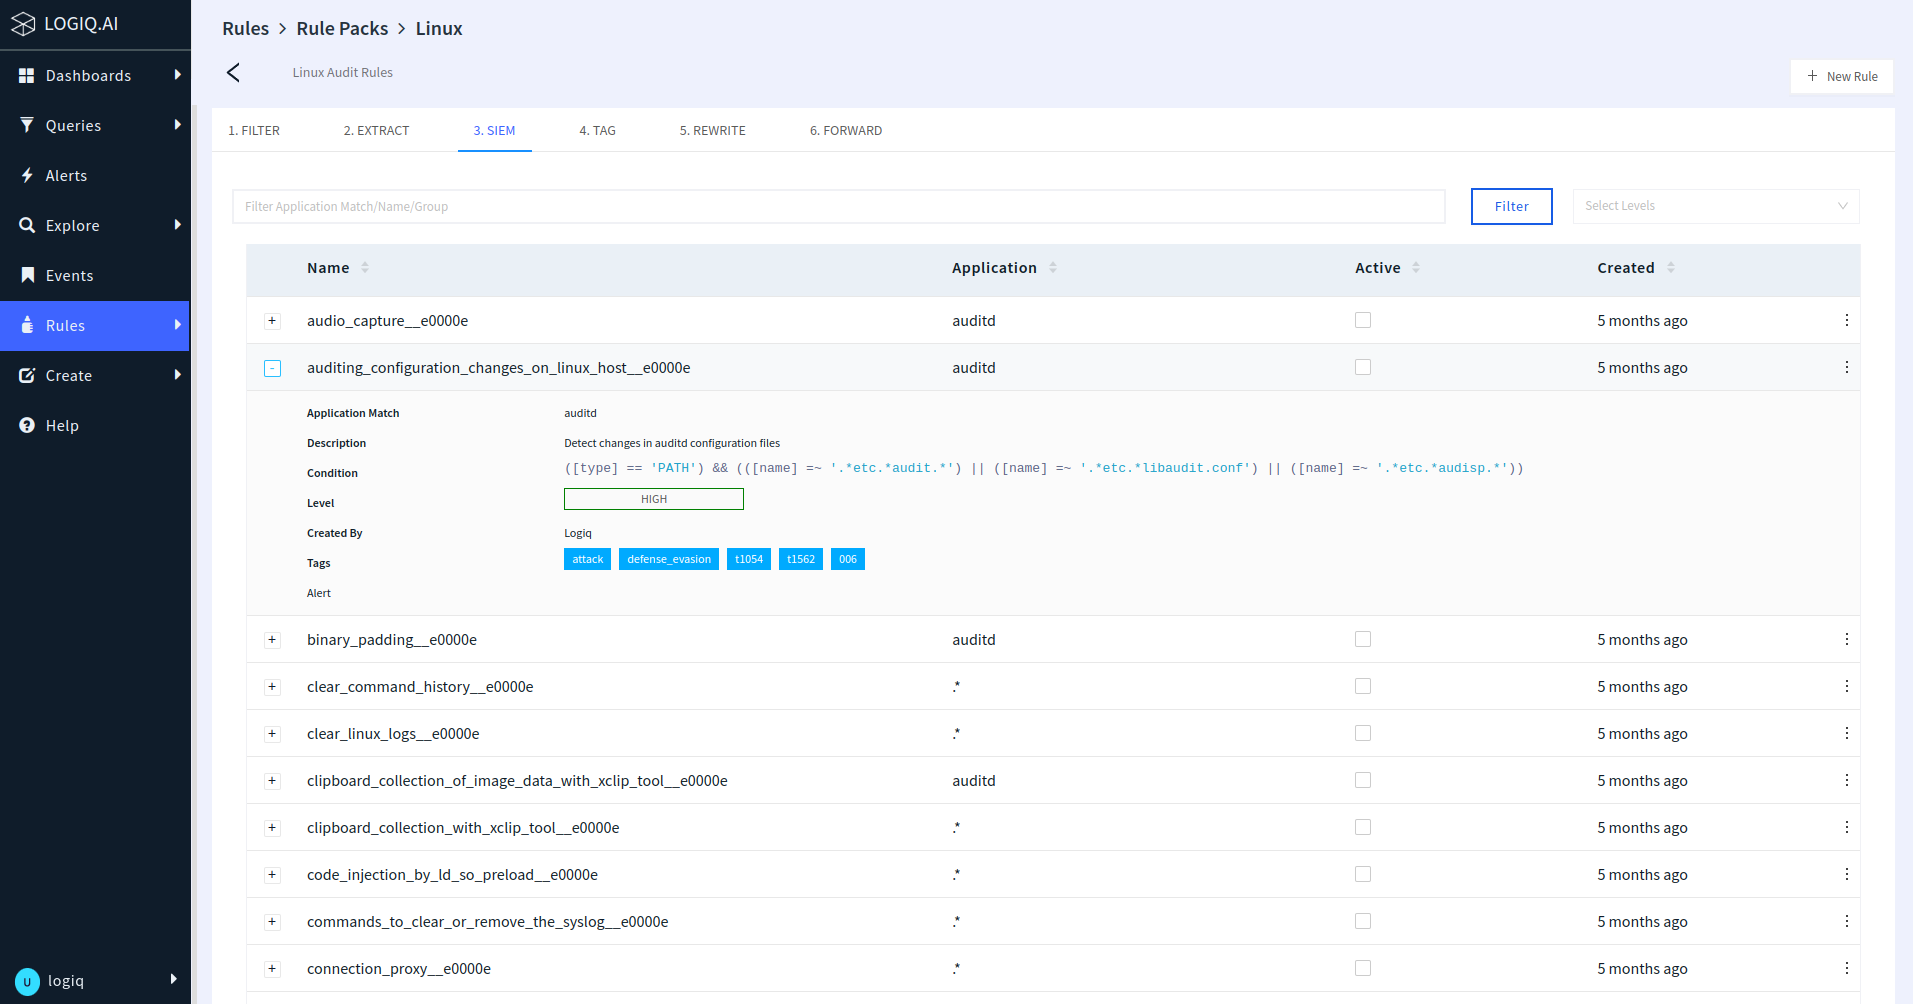 LOGIQ.AI
Dashboards
Queries
Alerts
Explore
Events
Rules
Create
Help
U logiq
Rules > Rule Packs > Linux
Linux Audit Rules
+ New Rule
1. FILTER 2. EXTRACT 3. SIEM 4. TAG 5. REWRITE 6. FORWARD
Filter Application Match/Name/Group Filter Select Levels
Name Application Active Created
+ audio_capture__e0000e auditd 5 months ago
- auditing_configuration_changes_on_linux_host__e0000e auditd 5 months ago
Application Match auditd
Description Detect changes in auditd configuration files
Condition ([type] == 'PATH') && (([name] =~ '.*etc.*audit.*') || ([name] =~ '.*etc.*libaudit.conf') || ([name] =~ '.*etc.*audisp.*'))
Level HIGH
Created By Logiq
Tags attack defense_evasion t1054 t1562 006
Alert
+ binary_padding__e0000e auditd 5 months ago
+ clear_command_history__e0000e .* 5 months ago
+ clear_linux_logs__e0000e .* 5 months ago
+ clipboard_collection_of_image_data_with_xclip_tool__e0000e auditd 5 months ago
+ clipboard_collection_with_xclip_tool__e0000e .* 5 months ago
+ code_injection_by_ld_so_preload__e0000e .* 5 months ago
+ commands_to_clear_or_remove_the_syslog__e0000e .* 5 months ago
+ connection_proxy__e0000e .* 5 months ago